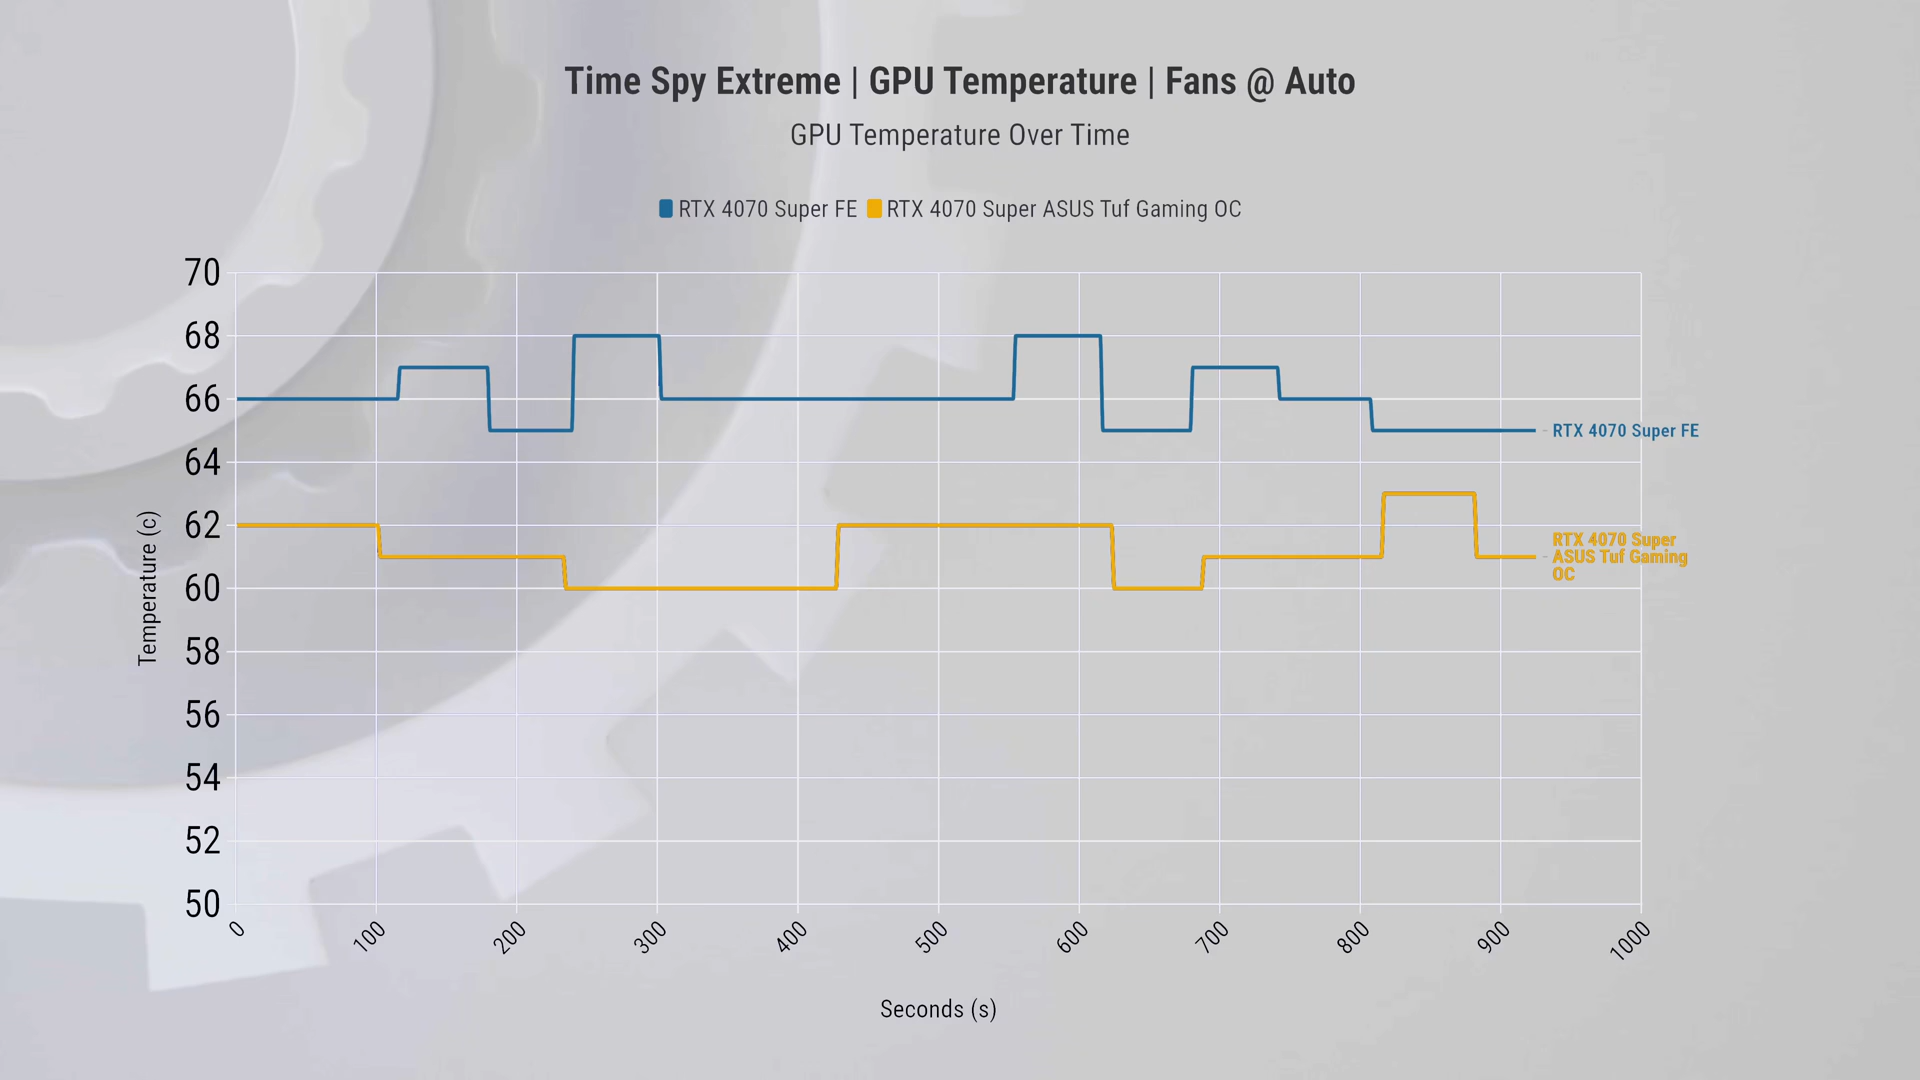 Time Spy Extreme | GPU Temperature | Fans @ Auto
GPU Temperature Over Time
RTX 4070 Super FE
RTX 4070 Super ASUS Tuf Gaming OC
70
68
66
64
62
60
58
56
54
52
50
Temperature (c)
RTX 4070 Super FE
RTX 4070 Super
ASUS Tuf Gaming
OC
0
100
200
300
400
500
600
700
800
900
1000
Seconds (s)